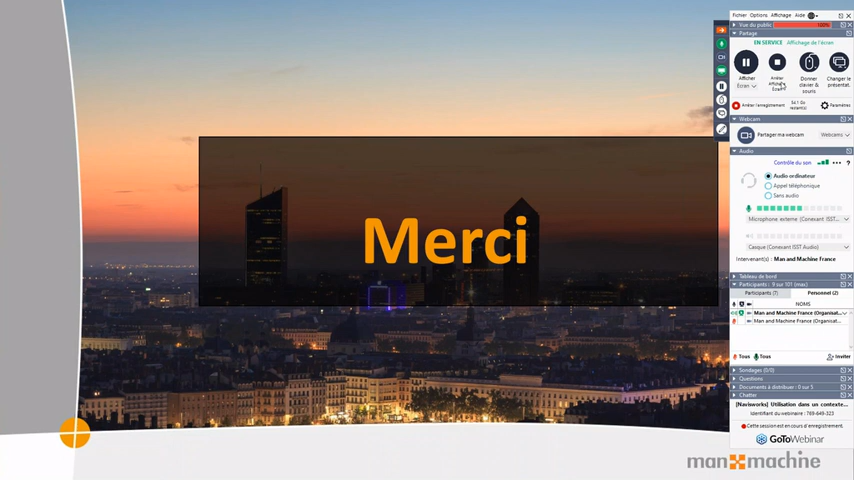 Merci
Fichier Options Affichage Aide
Vue du public 100%
Partage
EN SERVICE Affichage de l'écran
Afficher
Écran
Arrêter
Affichage
Écran
Donner
clavier &
souris
Changer le
présentat.
Arrêter l'enregistrement
Paramètres
Webcam
Partager ma webcam
Webcams
Audio
Contrôle du son
?
Audio ordinateur
Appel téléphonique
Sans audio
Microphone externe (Conexant ISST...
Casque (Conexant ISST Audio)
Intervenant(s) : Man and Machine France
Tableau de bord
Participants : 9 sur 101 (max)
Participants (7)
Personnel (2)
NOMS
Man and Machine France (Organisat...
Man and Machine France (Organisat...
Tous
Tous
Inviter
Sondages (0/0)
Questions
Documents à distribuer : 0 sur 5
Chatter
[Navisworks] Utilisation dans un contexte...
Identifiant du webinaire : 789-649-323
Cette session est en cours d'enregistrement.
GoToWebinar
man machine